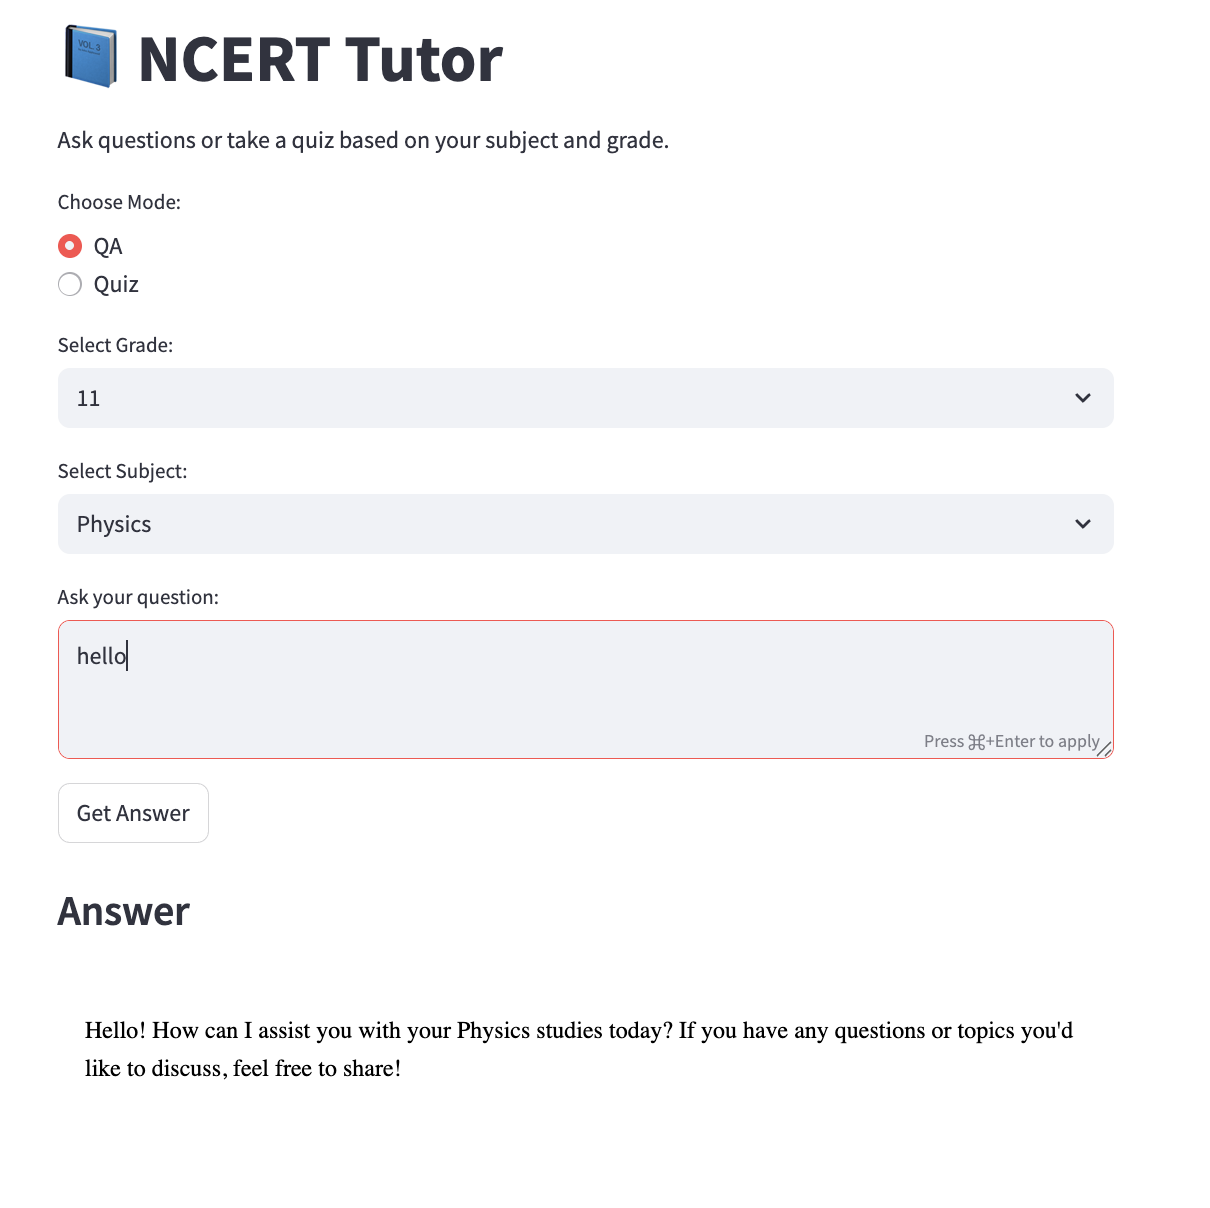 VOL. 3
NCERT Tutor
Ask questions or take a quiz based on your subject and grade.
Choose Mode:
QA
Quiz
Select Grade:
11
Select Subject:
Physics
Ask your question:
hello
Press ⌘+Enter to apply
Get Answer
Answer
Hello! How can I assist you with your Physics studies today? If you have any questions or topics you'd
like to discuss, feel free to share!